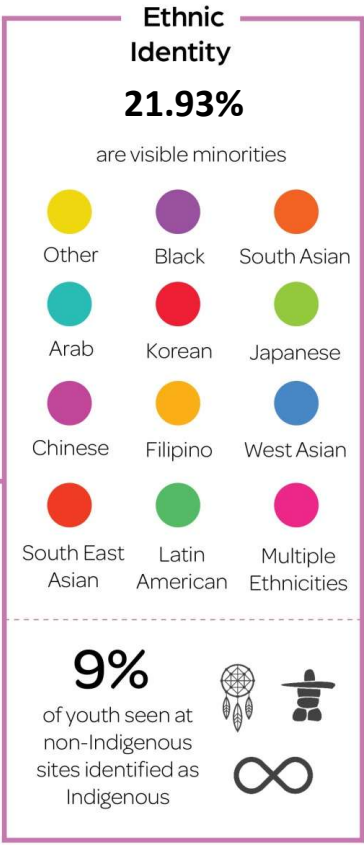 Ethnic
Identity
21.93%
are visible minorities
Other
Black
South Asian
Arab
Korean
Japanese
Chinese
Filipino
West Asian
South East
Asian
Latin
American
Multiple
Ethnicities
9%
of youth seen at
non-Indigenous
sites identified as
Indigenous